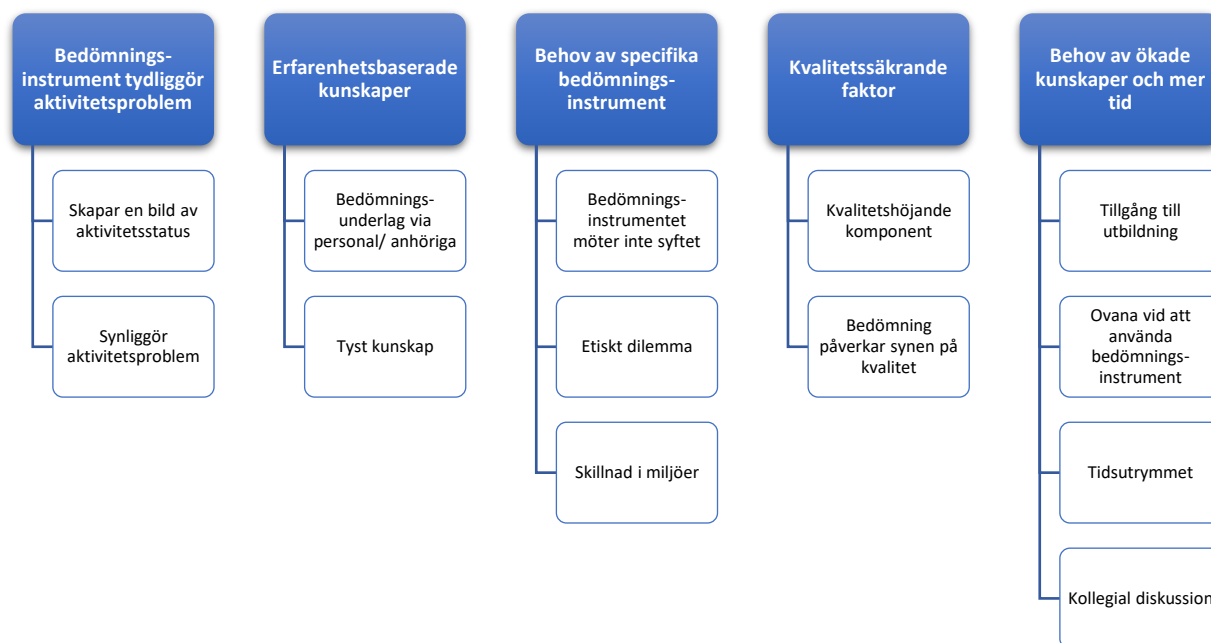 Bedömnings-
instrument tydliggör
aktivitetsproblem
Skapar en bild av
aktivitetsstatus
Synliggör
aktivitetsproblem
Erfarenhetsbaserade
kunskaper
Bedömnings-
underlag via
personal/ anhöriga
Tyst kunskap
Behov av specifika
bedömnings-
instrument
Bedömnings-
instrumentet
möter inte syftet
Etiskt dilemma
Skillnad i miljöer
Kvalitetssäkrande
faktor
Kvalitetshöjande
komponent
Bedömning
påverkar synen på
kvalitet
Behov av ökade
kunskaper och mer
tid
Tillgång till
utbildning
Ovana vid att
använda
bedömnings-
instrument
Tidsutrymmet
Kollegial diskussion